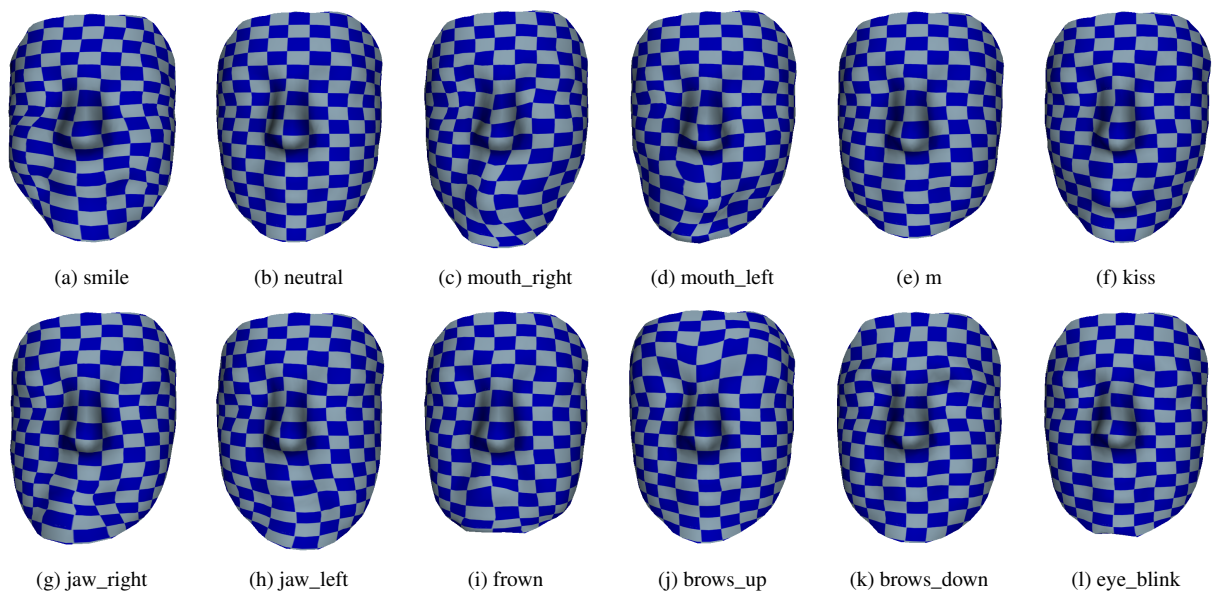 (a) smile
(b) neutral
(c) mouth_right
(d) mouth_left
(e) m
(f) kiss
(g) jaw_right
(h) jaw_left
(i) frown
(j) brows_up
(k) brows_down
(l) eye_blink